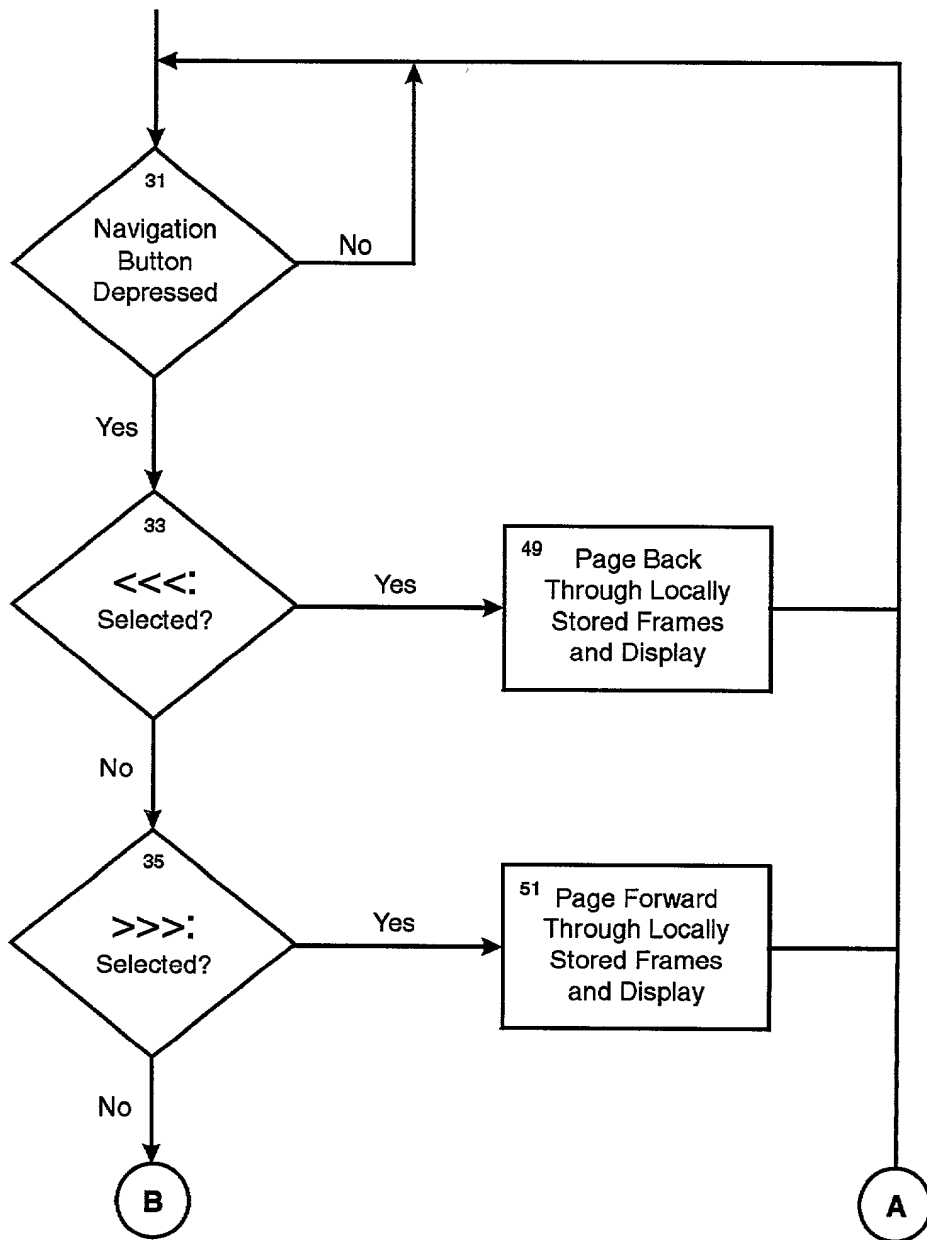 31
Navigation
Button
Depressed
No
Yes
33
<<<:
Selected?
Yes
49 Page Back
Through Locally
Stored Frames
and Display
No
35
>>>:
Selected?
Yes
51 Page Forward
Through Locally
Stored Frames
and Display
No
B
A